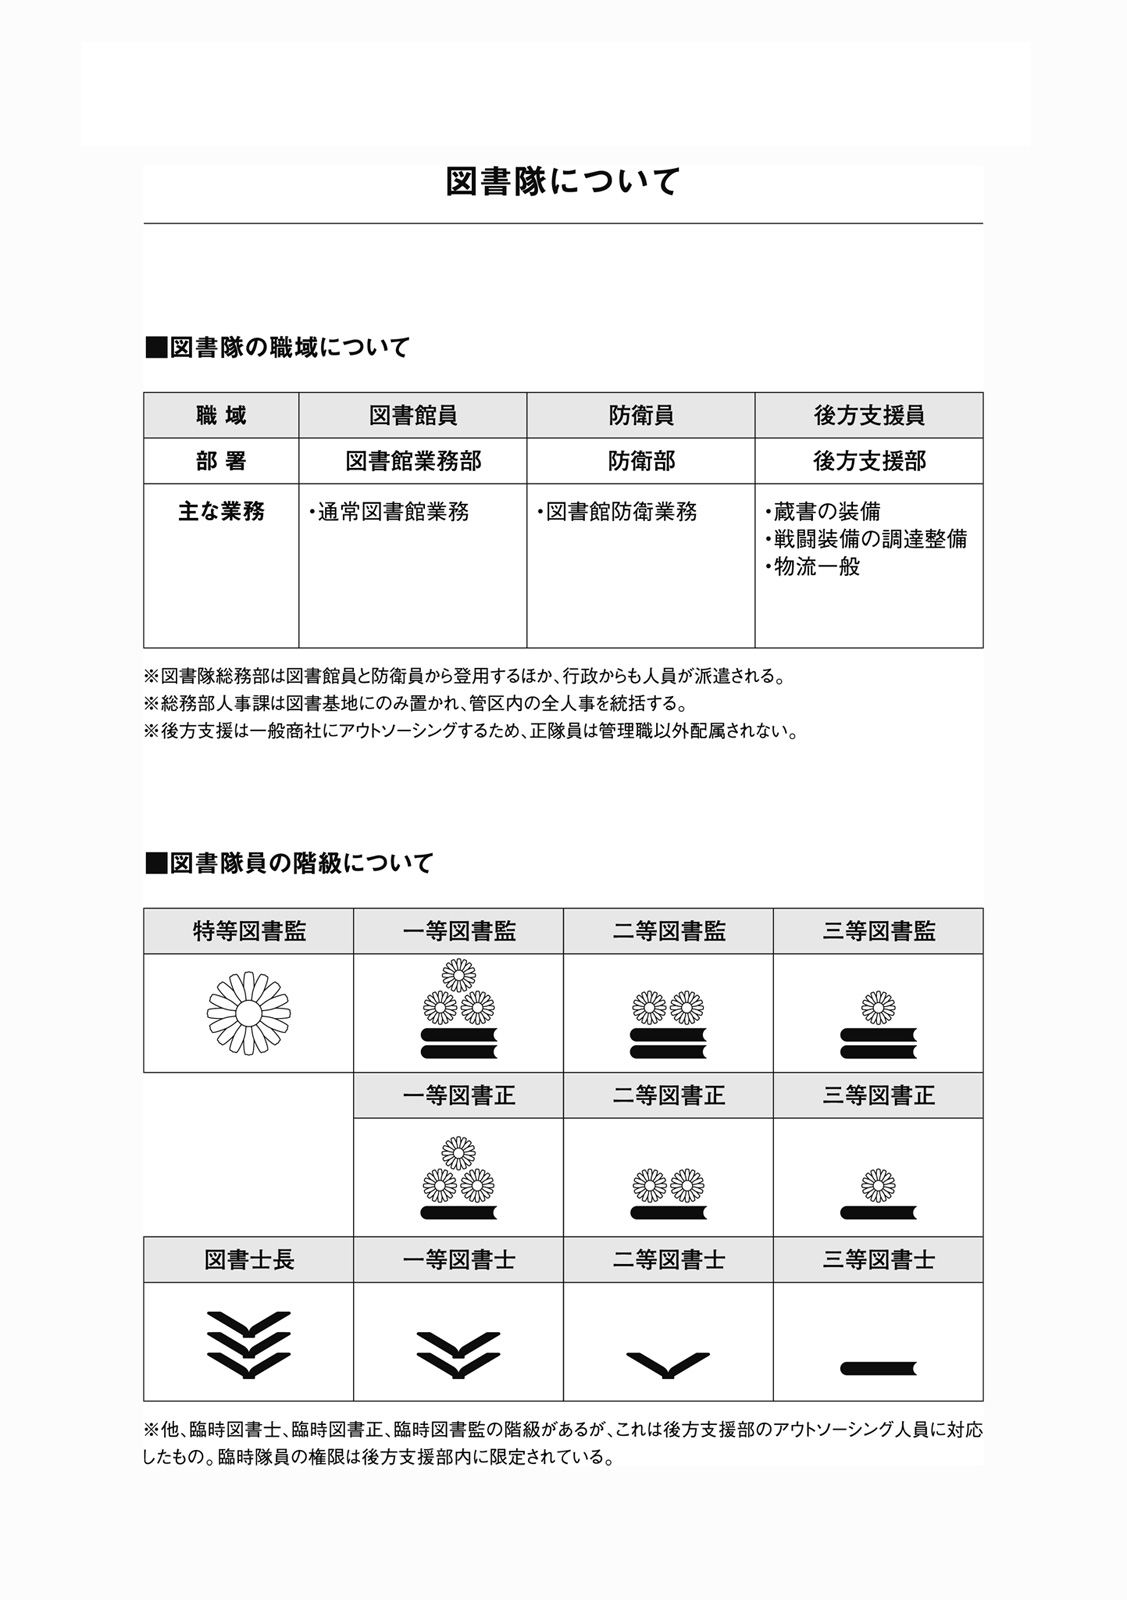 図書隊について
■図書隊の職域について
職 域 図書館員 防衛員 後方支援員
部 署 図書館業務部 防衛部 後方支援部
主な業務 ・通常図書館業務 ・図書館防衛業務 ・蔵書の装備
・戦闘装備の調達整備
・物流一般
※図書隊総務部は図書館員と防衛員から登用するほか、行政からも人員が派遣される。
※総務部人事課は図書基地にのみ置かれ、管区内の全人事を統括する。
※後方支援は一般商社にアウトソーシングするため、正隊員は管理職以外配属されない。
■図書隊員の階級について
特等図書監 一等図書監 二等図書監 三等図書監
一等図書正 二等図書正 三等図書正
図書士長 一等図書士 二等図書士 三等図書士
※他、臨時図書士、臨時図書正、臨時図書監の階級があるが、これは後方支援部のアウトソーシング人員に対応
したもの。臨時隊員の権限は後方支援部内に限定されている。